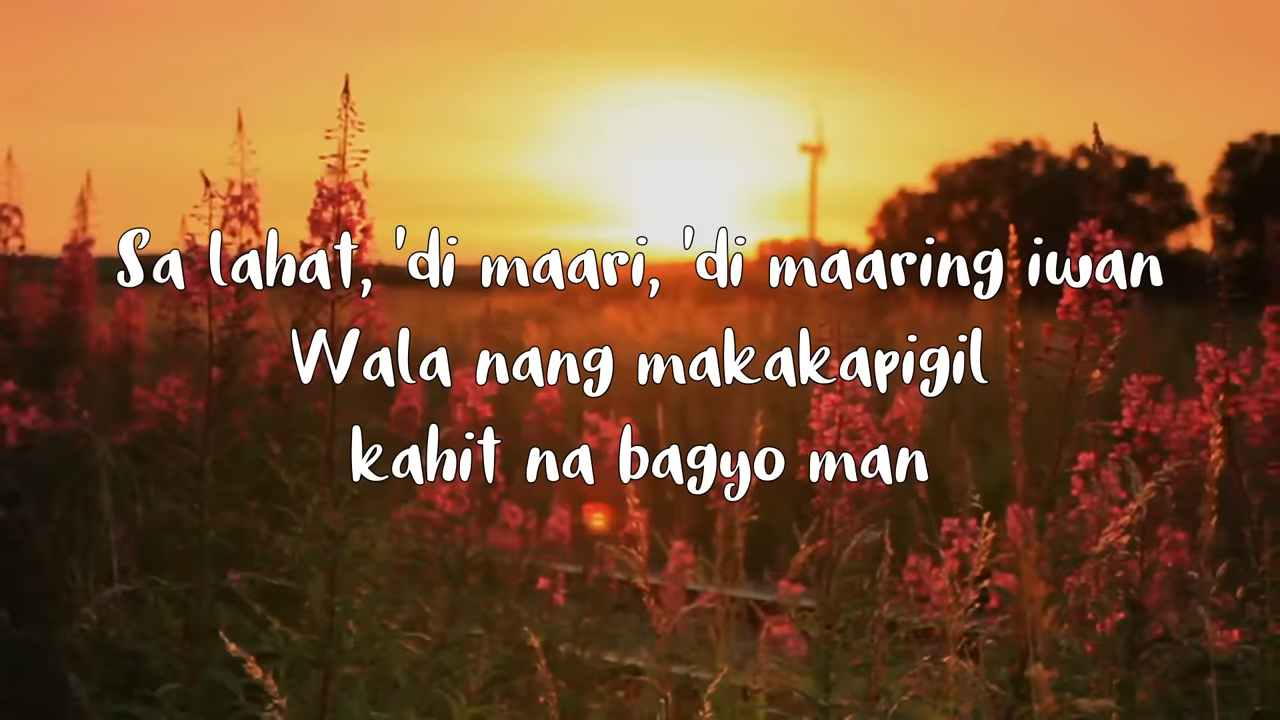 Sa lahat, 'di maari, 'di maaring iwan
Wala nang makakapigil
kahit na bagyo man